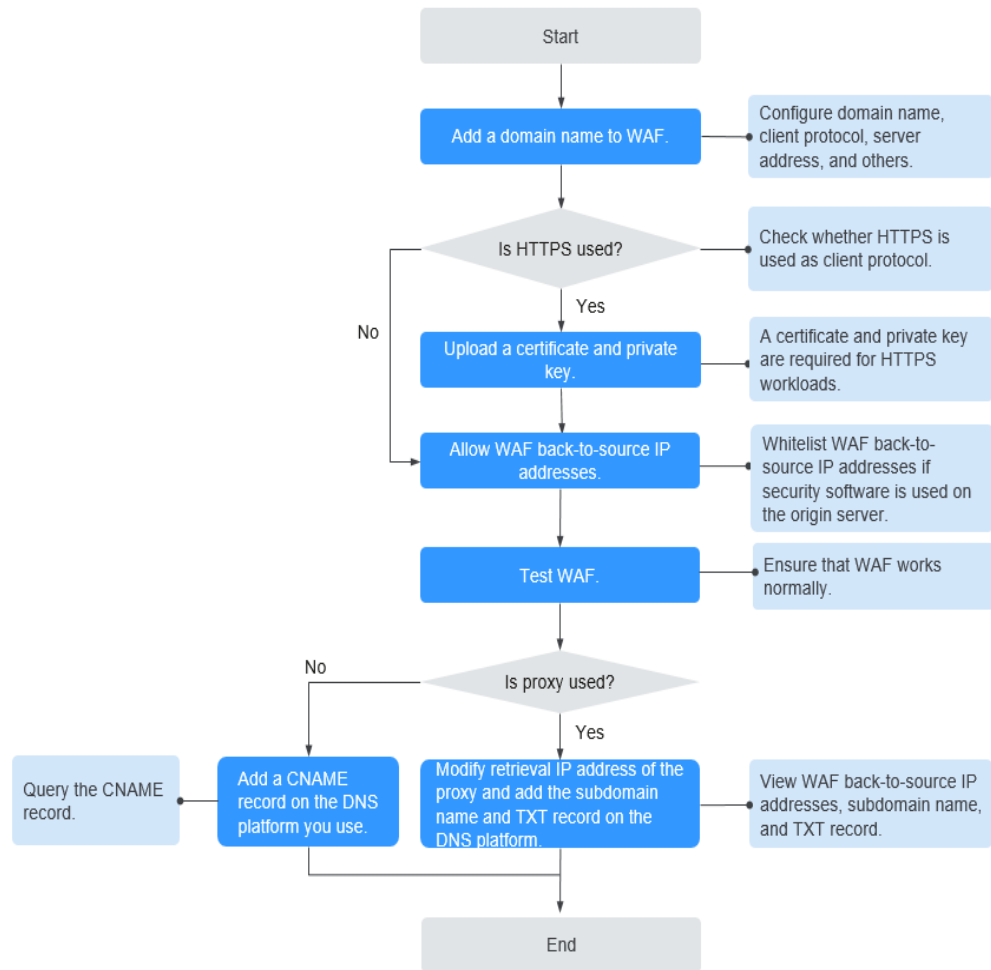 Start
Add a domain name to WAF.
Configure domain name,
client protocol, server
address, and others.
Is HTTPS used?
Check whether HTTPS is
used as client protocol.
No
Yes
Upload a certificate and private
key.
A certificate and private key
are required for HTTPS
workloads.
Allow WAF back-to-source IP
addresses.
Whitelist WAF back-to-
source IP addresses if
security software is used on
the origin server.
Test WAF.
Ensure that WAF works
normally.
Is proxy used?
No
Yes
Query the CNAME
record.
Add a CNAME
record on the DNS
platform you use.
Modify retrieval IP address of the
proxy and add the subdomain
name and TXT record on the
DNS platform.
View WAF back-to-source IP
addresses, subdomain name,
and TXT record.
End